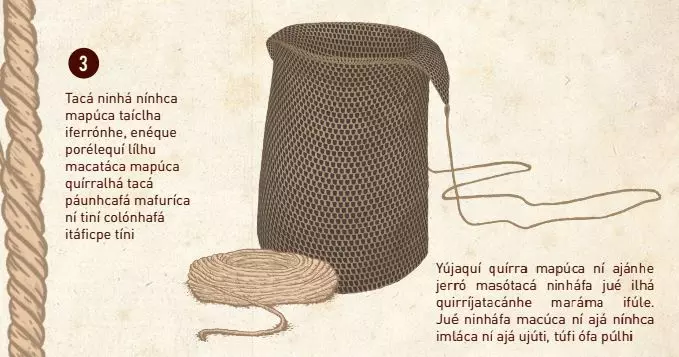 3
Tacá ninhá nínhca
mapúca taíclha
iferrónhe, enéque
porélequí lílhu
macatáca mapúca
quírralhá tacá
páunhcafá mafuríca
ní tiní colónhafá
itáficpe tíni
Yújaquí quírra mapúca ní ajánhe
jerró masótacá ninháfa jué ilhá
quirríjatacánhe maráma ifúle.
Jué ninháfa macúca ní ajá nínhca
imláca ní ajá ujúti, túfi ófa púlhi